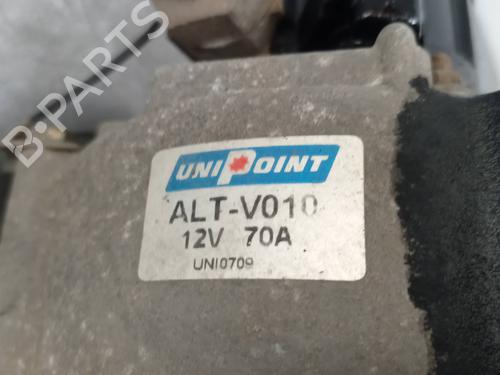 B-PARTS
UNIPOINT
ALT-V010
12V 70A
UNI0709